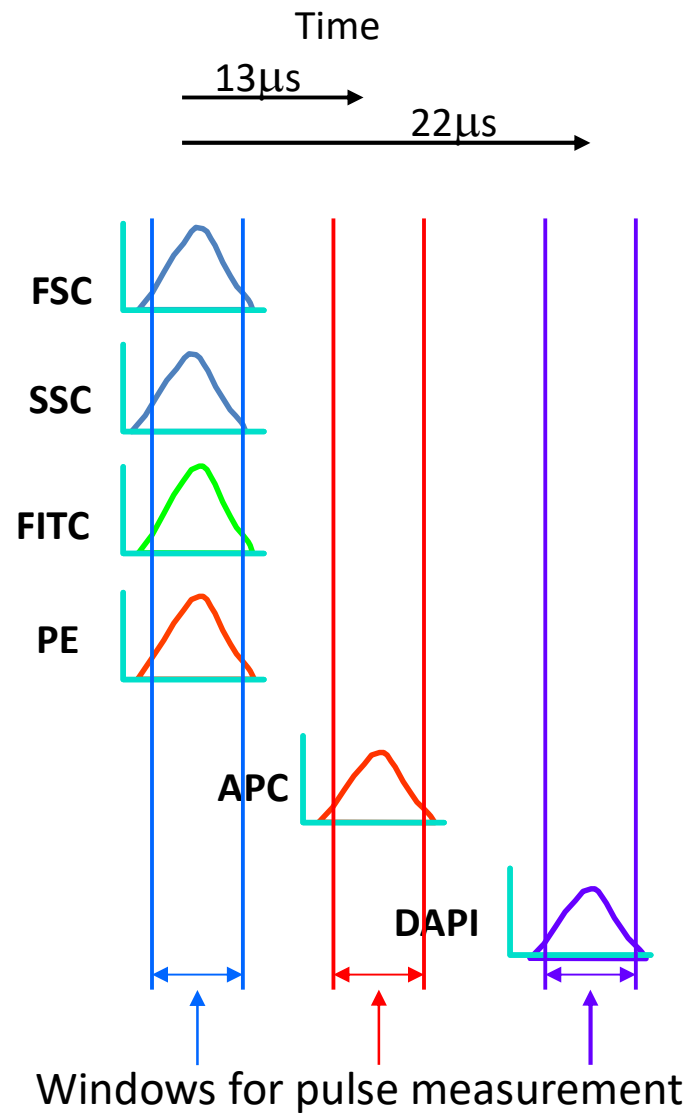 Time
13μs
22μs
FSC
SSC
FITC
PE
APC
DAPI
Windows for pulse measurement